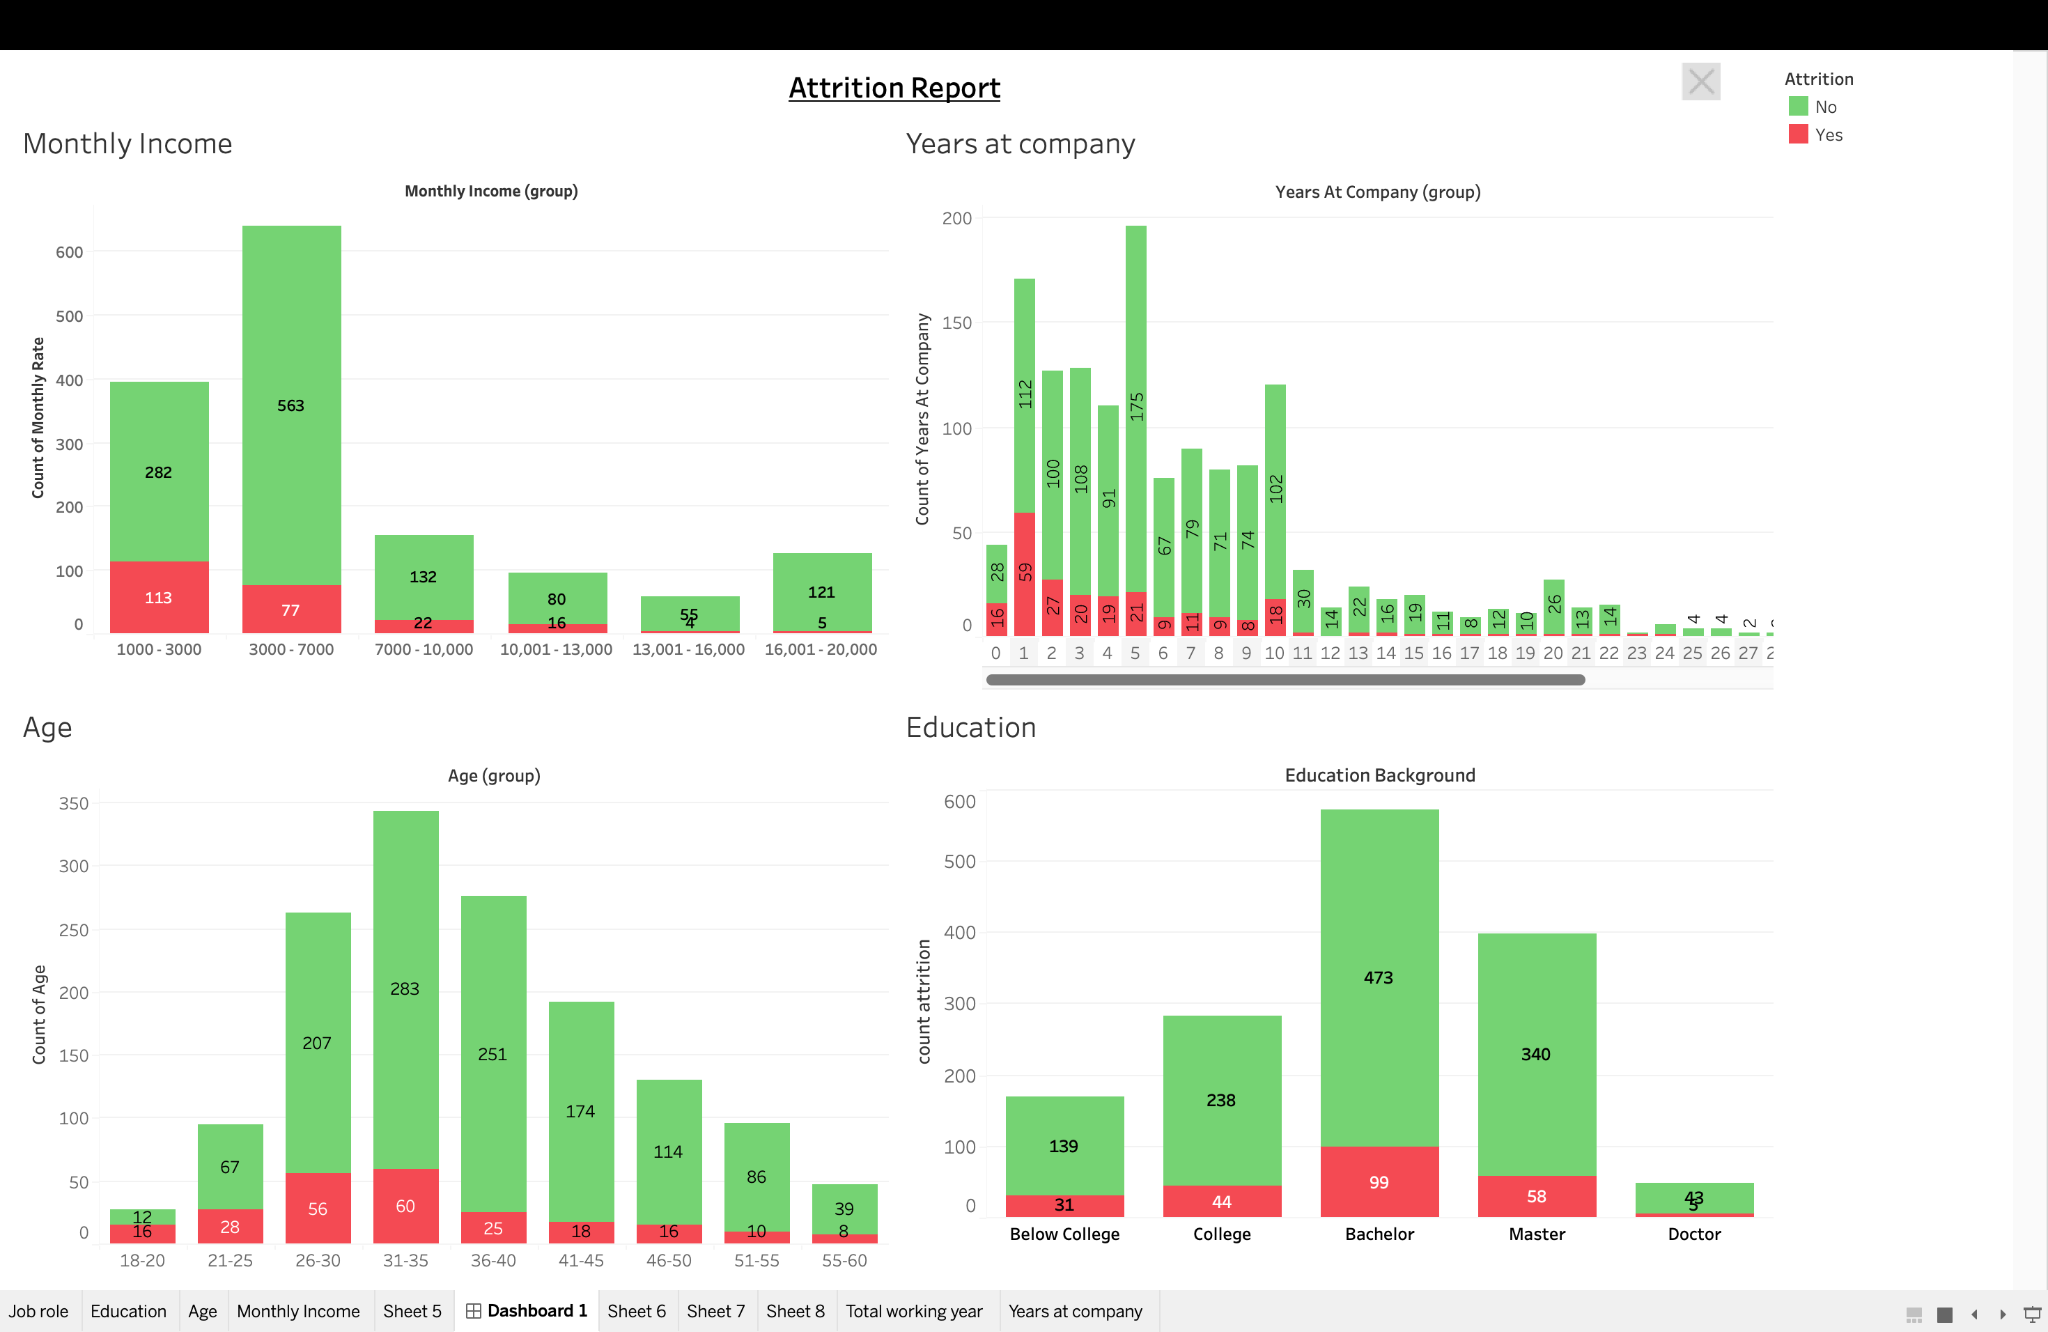 Attrition Report
Attrition
No
Yes
Monthly Income
Monthly Income (group)
Count of Monthly Rate
600
500
400
300
200
100
0
563
282
132
121
80
55
113
77
22
16
4
5
1000 - 3000 3000 - 7000 7000 - 10,000 10,001 - 13,000 13,001 - 16,000 16,001 - 20,000
Years at company
Years At Company (group)
Count of Years At Company
200
150
100
50
0
28 112 100 108 91 175 67 79 71 74 102 30 14 22 16 19 11 8 12 10 26 13 14 4 4 2
16 59 27 20 19 21 9 11 9 8 18
0 1 2 3 4 5 6 7 8 9 10 11 12 13 14 15 16 17 18 19 20 21 22 23 24 25 26 27
Age
Age (group)
Count of Age
350
300
250
200
150
100
50
0
12 67 207 283 251 174 114 86 39
16 28 56 60 25 18 16 10 8
18-20 21-25 26-30 31-35 36-40 41-45 46-50 51-55 55-60
Education
Education Background
count attrition
600
500
400
300
200
100
0
139 238 473 340 43
31 44 99 58 5
Below College College Bachelor Master Doctor
Job role Education Age Monthly Income Sheet 5 Dashboard 1 Sheet 6 Sheet 7 Sheet 8 Total working year Years at company